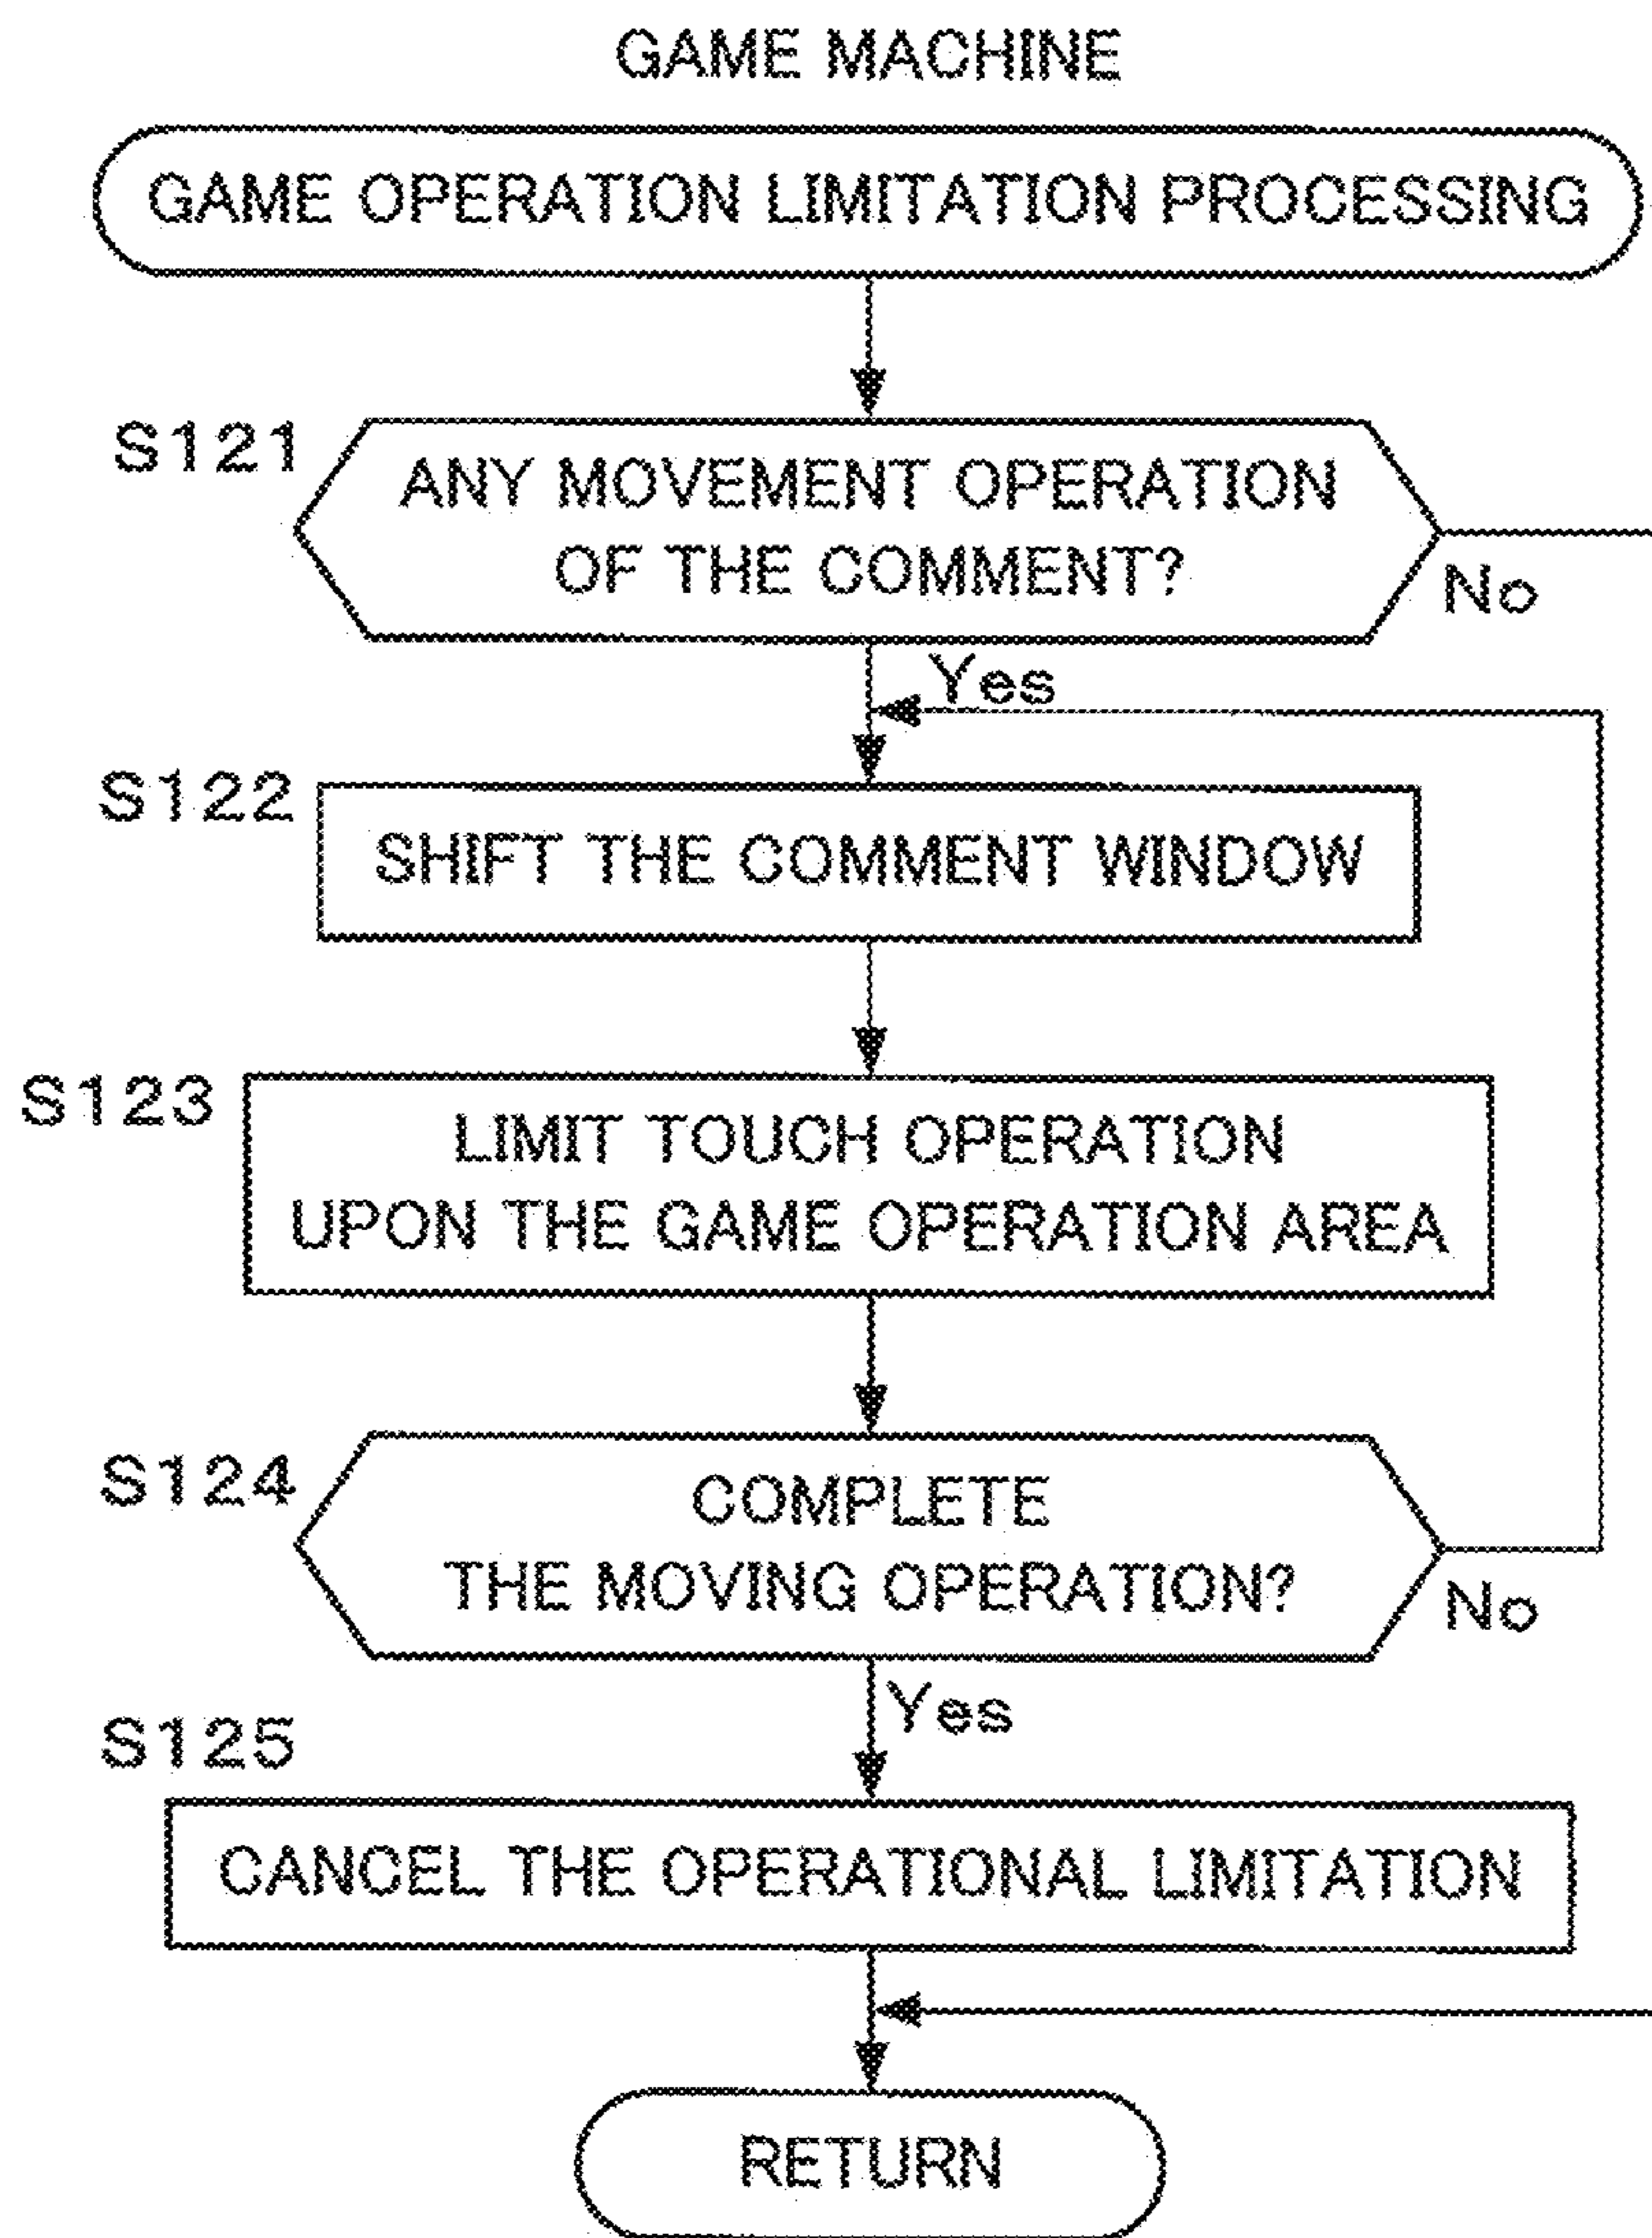 GAME MACHINE
GAME OPERATION LIMITATION PROCESSING
S121
ANY MOVEMENT OPERATION
OF THE COMMENT?
No
Yes
S122
SHIFT THE COMMENT WINDOW
S123
LIMIT TOUCH OPERATION
UPON THE GAME OPERATION AREA
S124
COMPLETE
THE MOVING OPERATION?
No
Yes
S125
CANCEL THE OPERATIONAL LIMITATION
RETURN